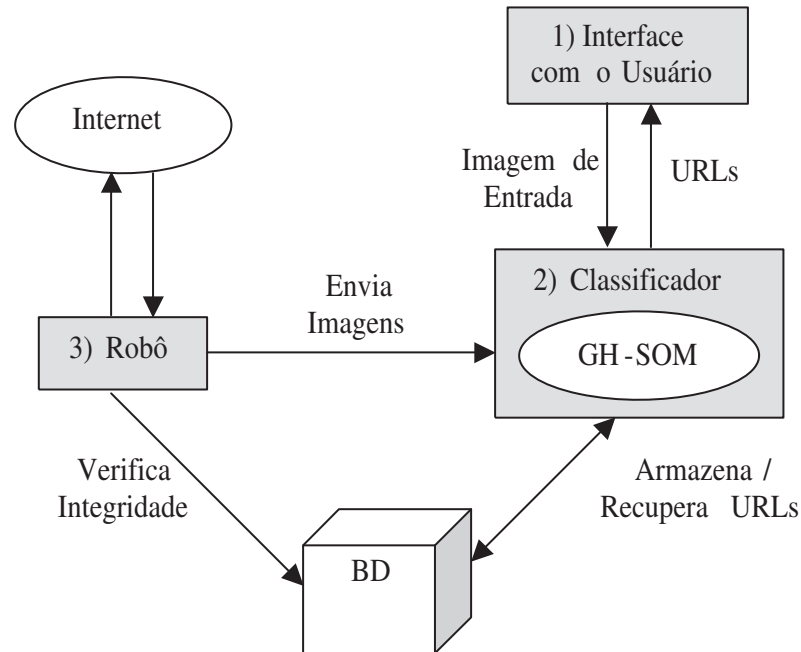 1) Interface
com o Usuário
Internet
Imagem de
Entrada
URLs
2) Classificador
GH-SOM
Envia
Imagens
3) Robô
Verifica
Integridade
Armazena /
Recupera URLs
BD